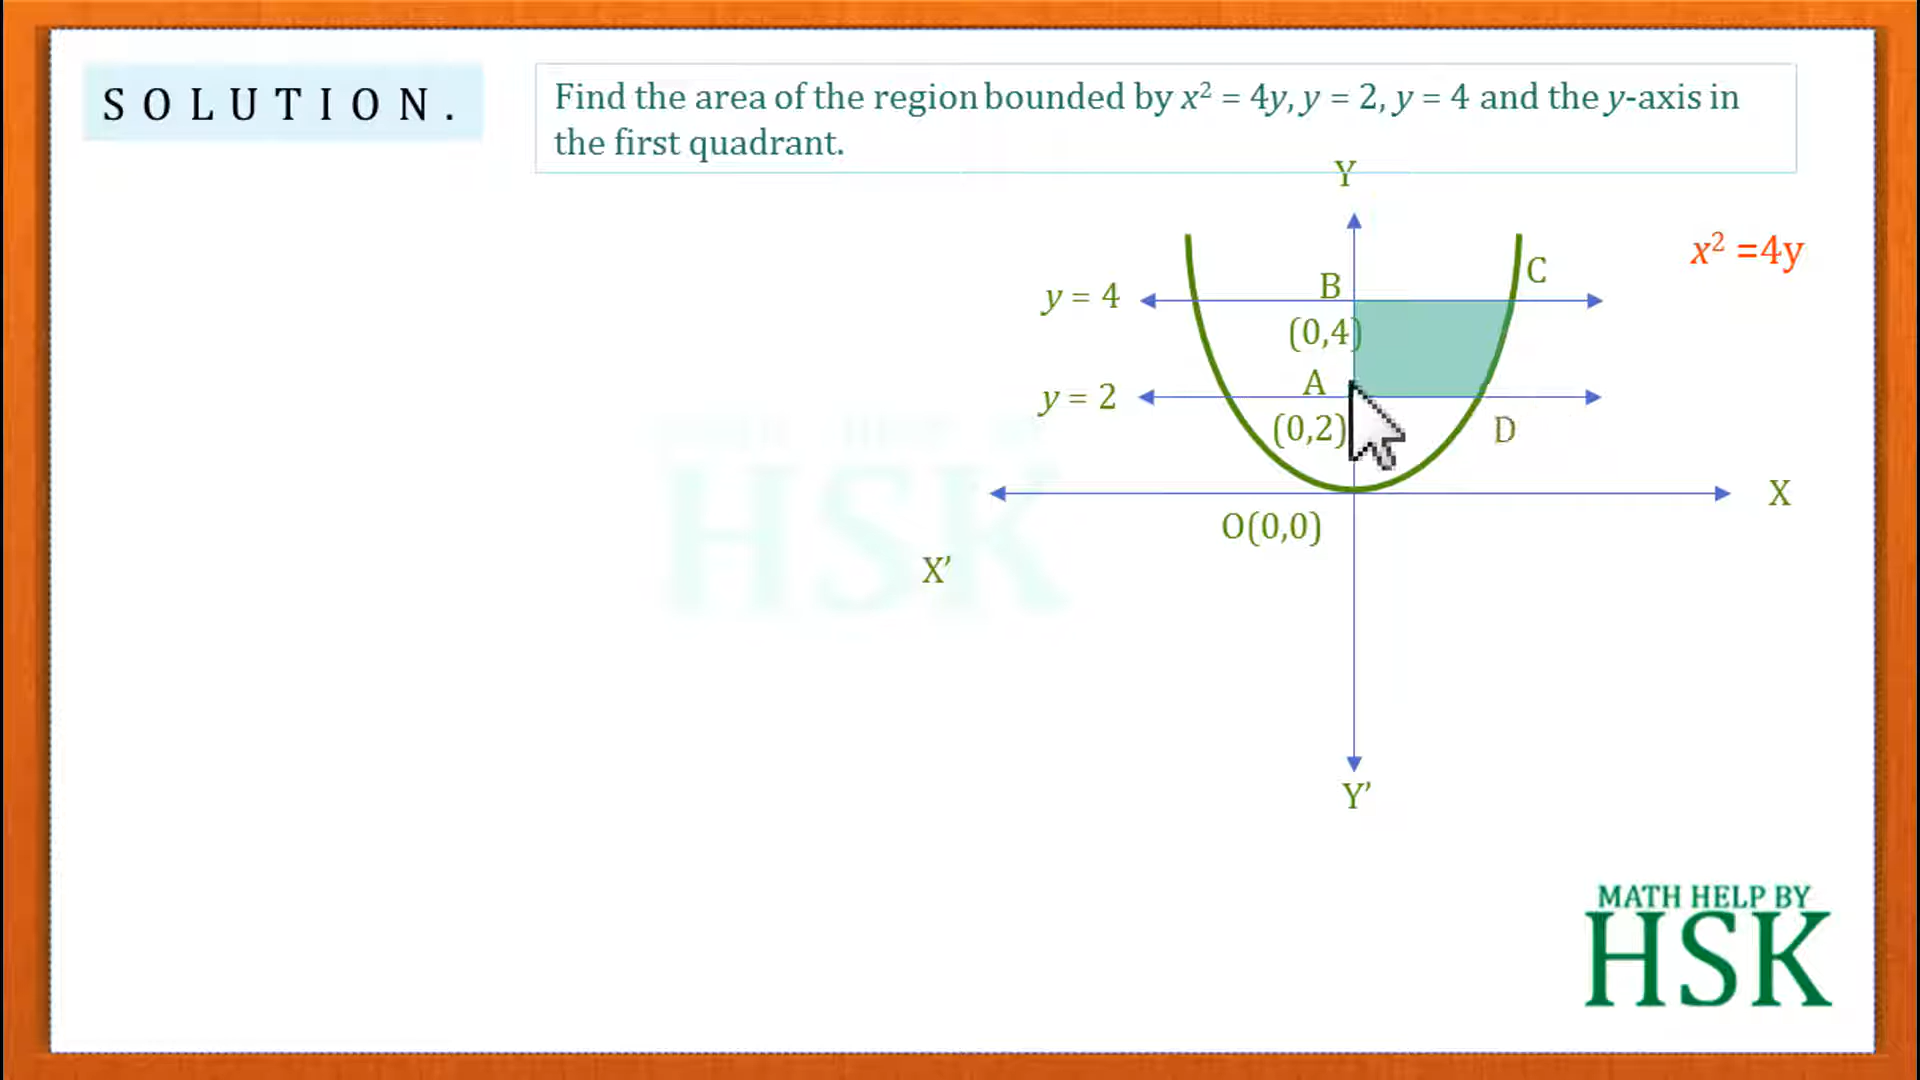 SOLUTION.
Find the area of the region bounded by x² = 4y, y = 2, y = 4 and the y-axis in
the first quadrant.
Y
x² =4y
C
B
y = 4
(0,4)
A
y = 2
(0,2)
D
X
O(0,0)
X’
Y’
MATH HELP BY
HSK
HSK